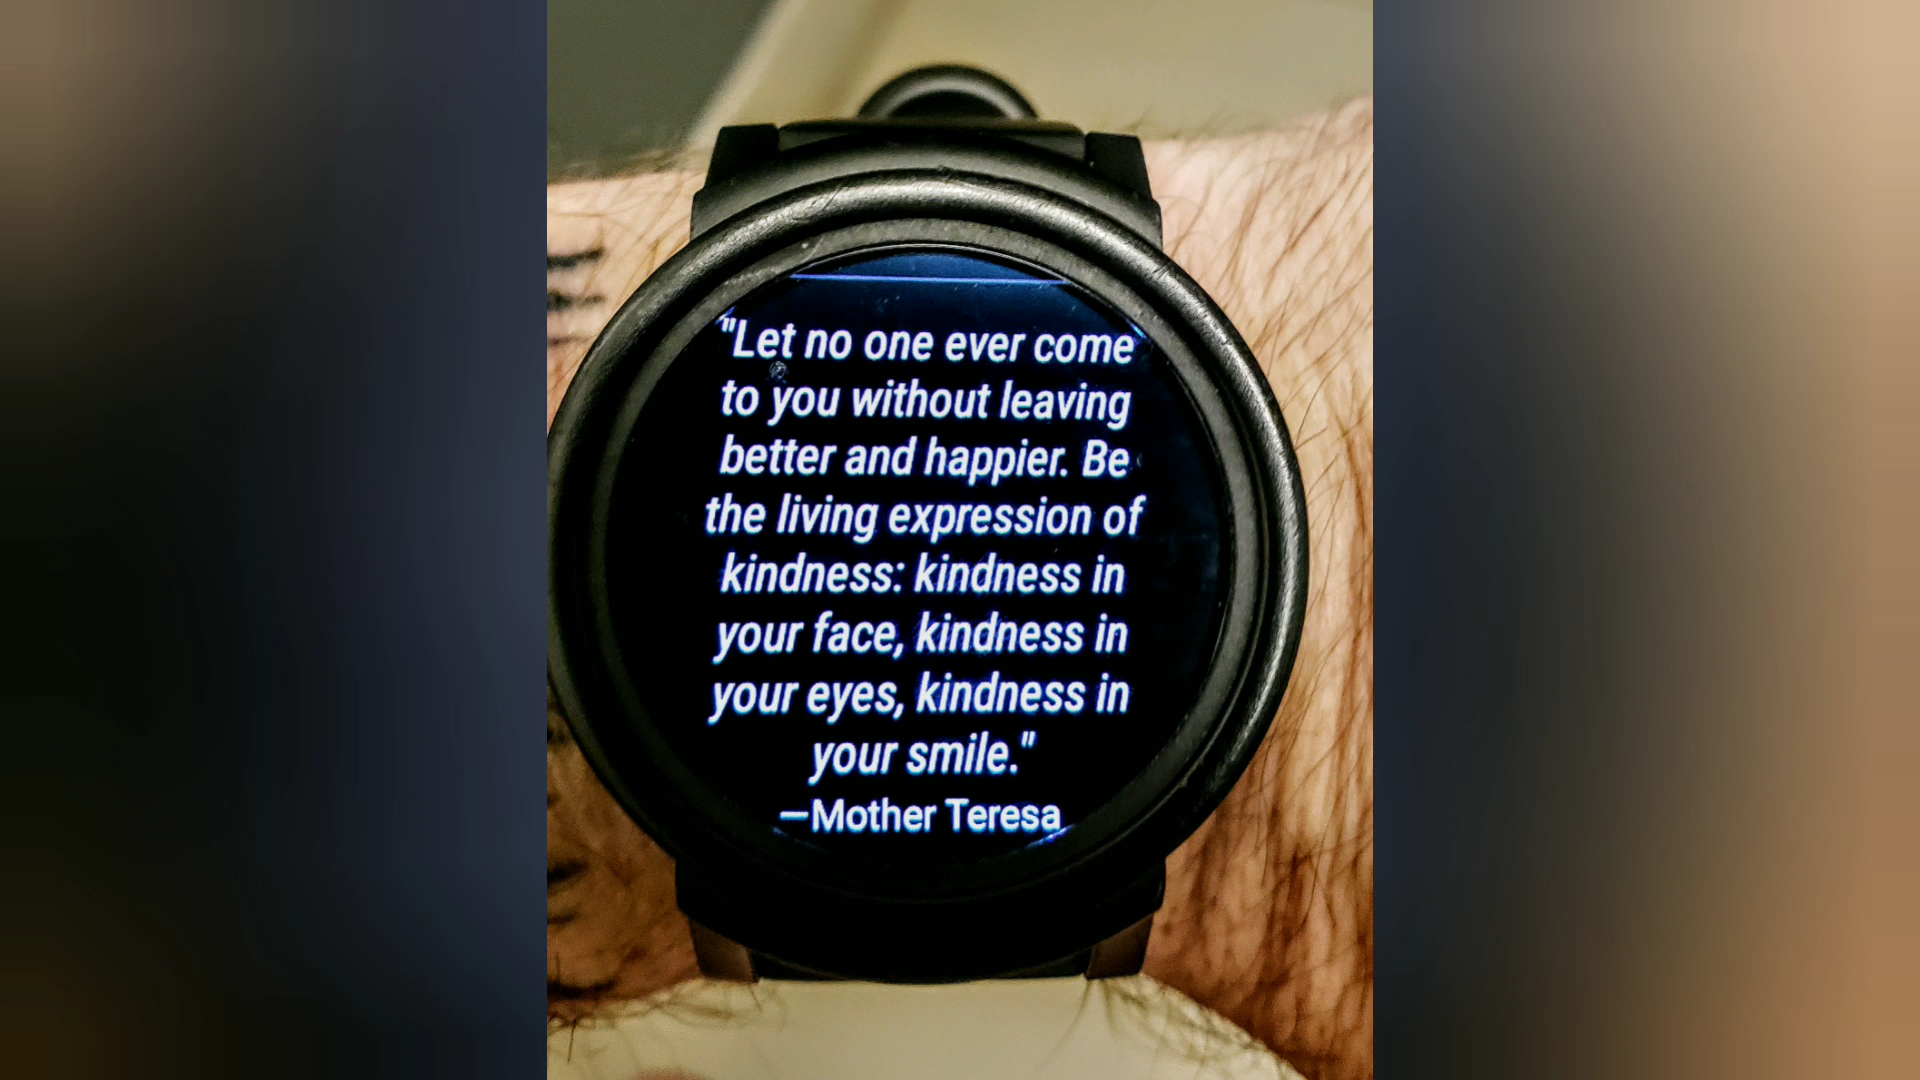 "Let no one ever come
to you without leaving
better and happier. Be
the living expression of
kindness: kindness in
your face, kindness in
your eyes, kindness in
your smile."
—Mother Teresa